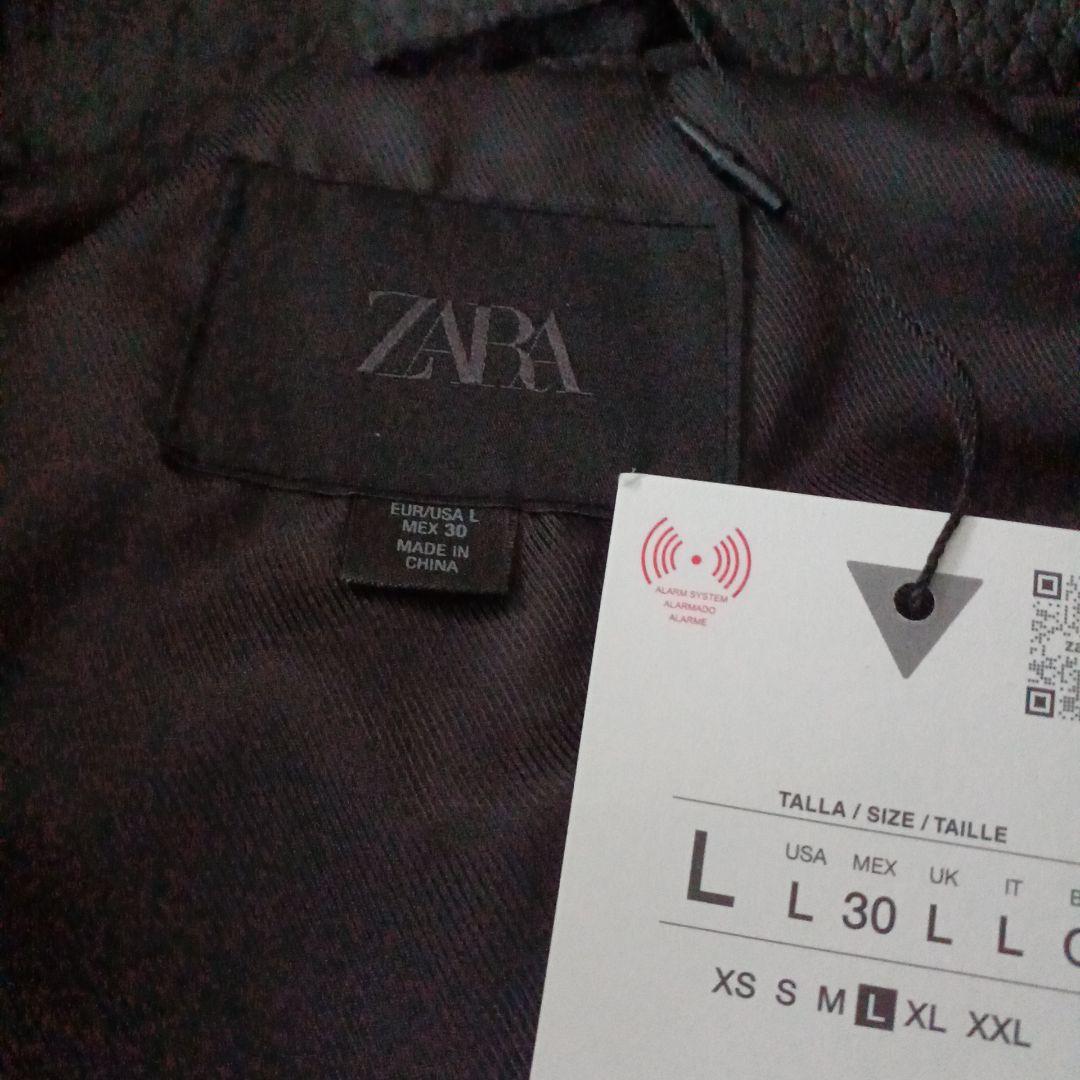 ZARA
EUR/USA L
MEX 30
MADE IN
CHINA
ALARM SYSTEM
ALARMADO
ALARME
TALLA / SIZE / TAILLE
USA MEX UK IT
L L 30 L L
XS S M L XL XXL